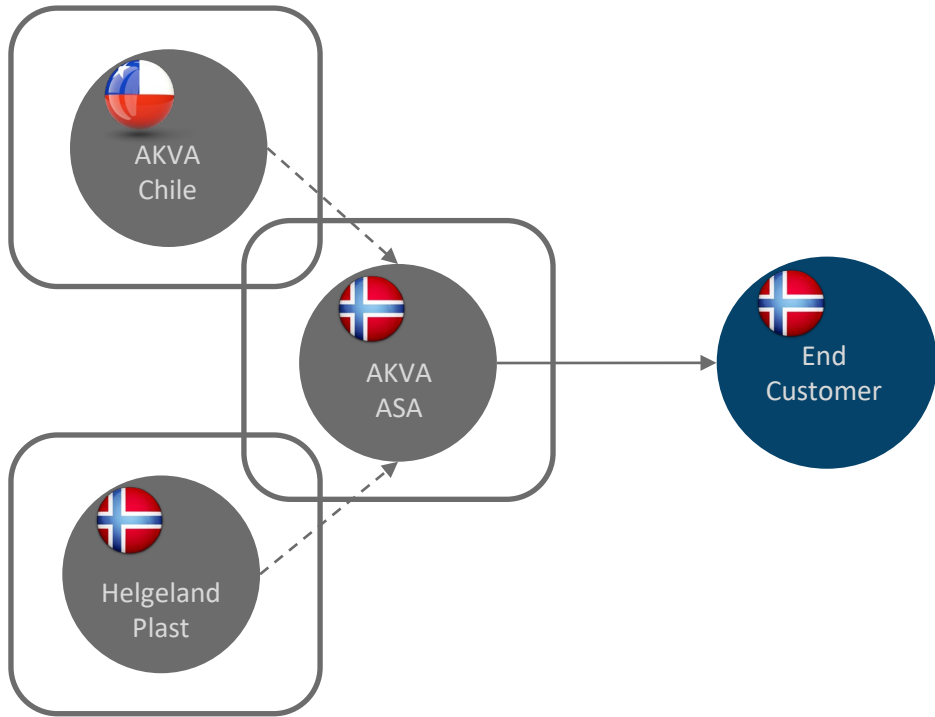 AKVA
Chile
AKVA
ASA
End
Customer
Helgeland
Plast